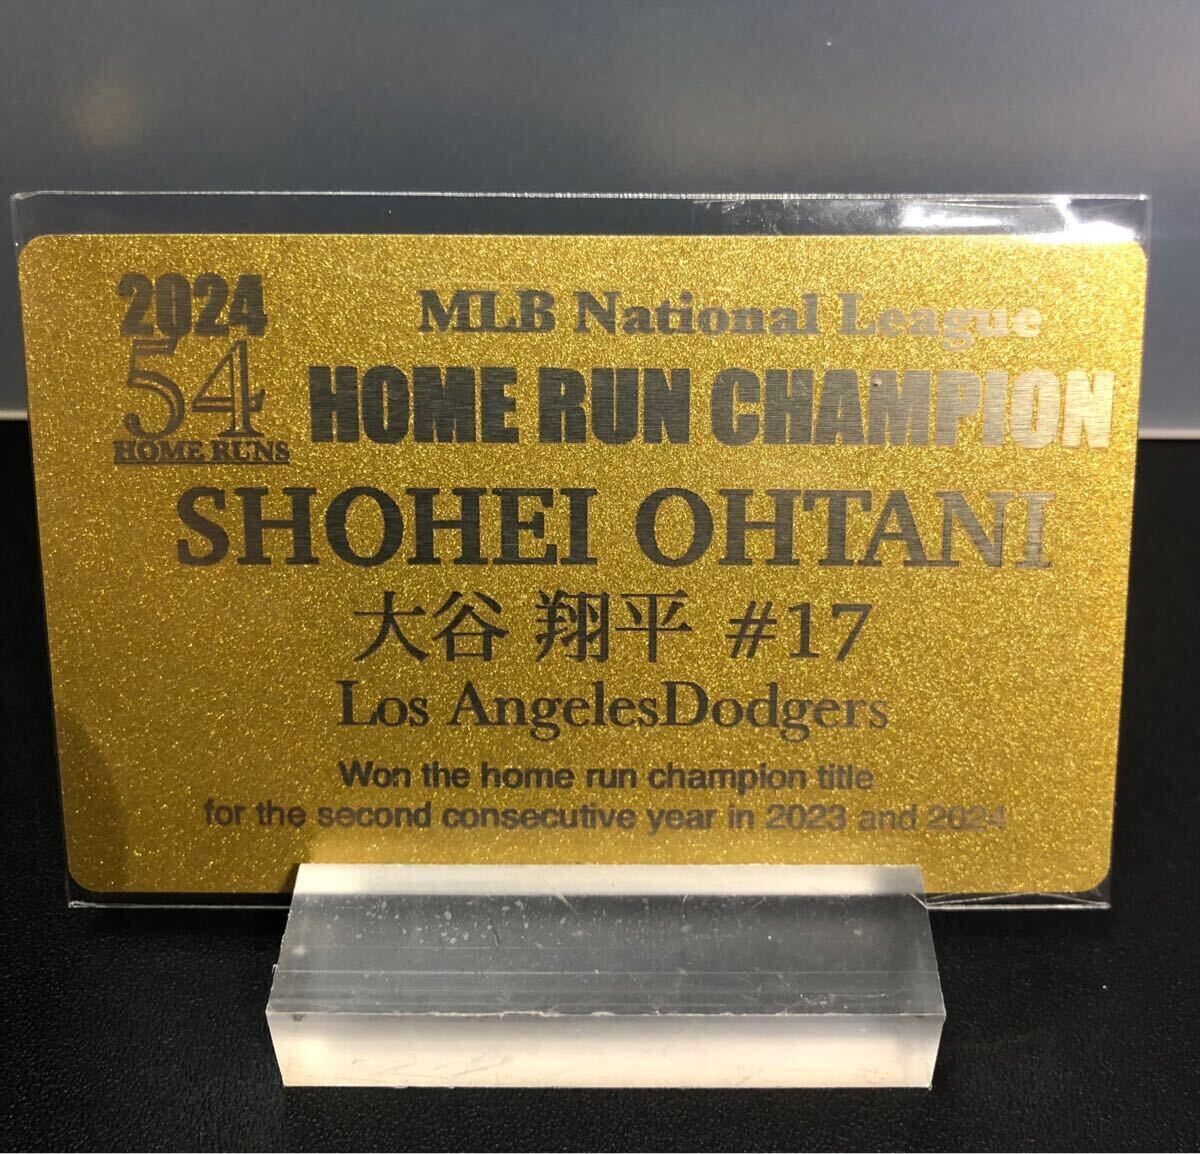 2024
54
HOME RUNS
MLB National League
HOME RUN CHAMPION
SHOHEI OHTANI
大谷 翔平 #17
Los AngelesDodgers
Won the home run champion title
for the second consecutive year in 2023 and 2024